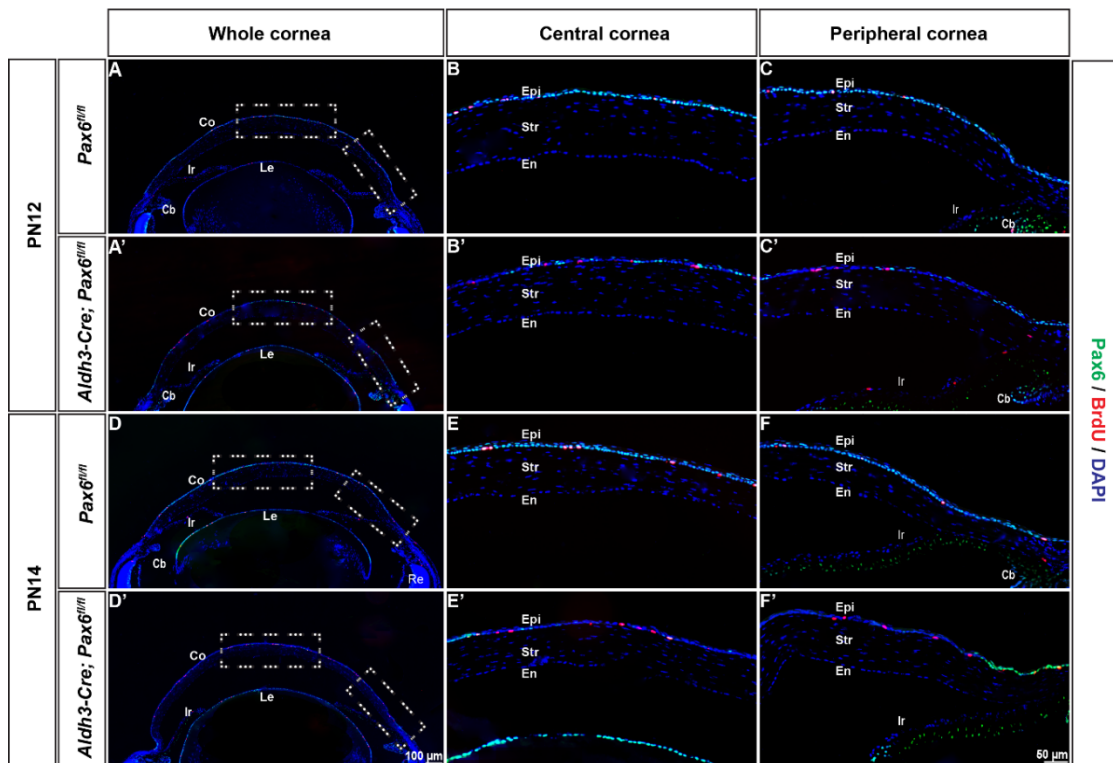 Whole cornea
Central cornea
Peripheral cornea
PN12
Pax6fl/fl
A
Co
Ir
Le
Cb
B
Epi
Str
En
C
Epi
Str
En
Ir
Cb
Aldh3-Cre; Pax6fl/fl
A’
Co
Ir
Le
Cb
B’
Epi
Str
En
C’
Epi
Str
En
Ir
Cb
PN14
Pax6fl/fl
D
Co
Ir
Le
Cb
Re
E
Epi
Str
En
F
Epi
Str
En
Ir
Cb
Aldh3-Cre; Pax6fl/fl
D’
Co
Ir
Le
100 µm
E’
Epi
Str
En
F’
Epi
Str
En
Ir
50 µm
Pax6 / BrdU / DAPI